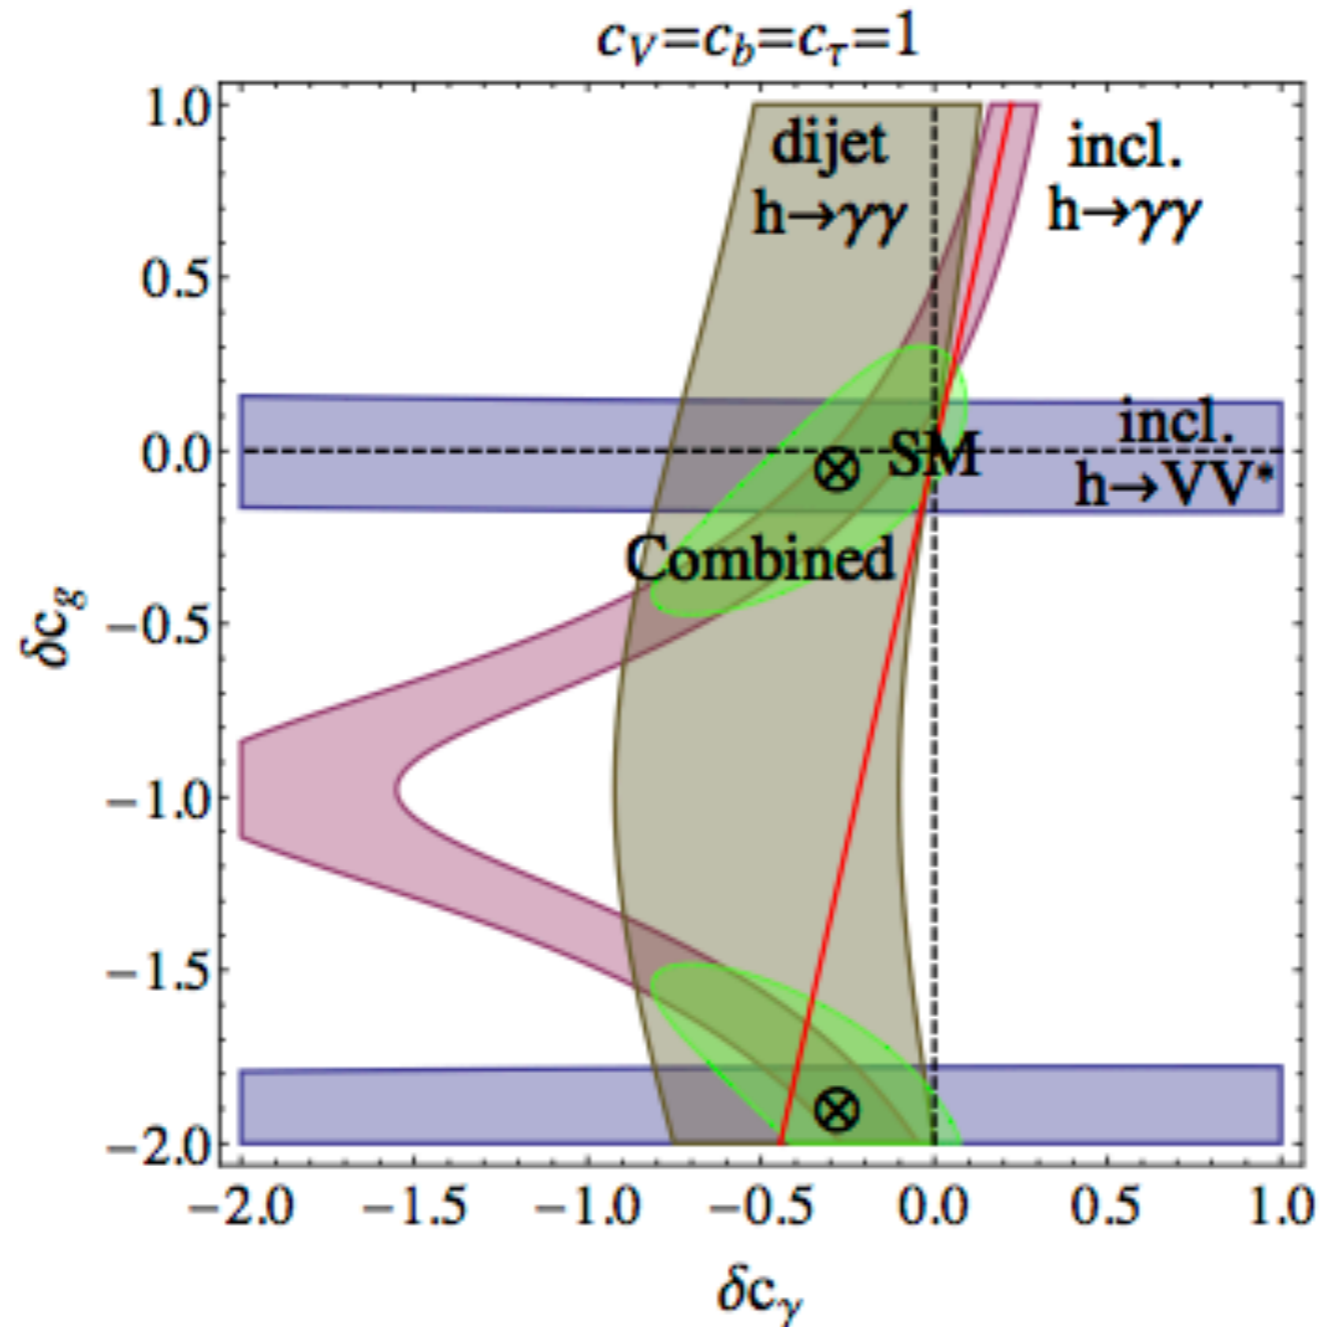 c_V=c_b=c_τ=1
1.0
0.5
0.0
−0.5
−1.0
−1.5
−2.0
δc_g
dijet
h→γγ
incl.
h→γγ
incl.
h→VV*
SM
Combined
−2.0 −1.5 −1.0 −0.5 0.0 0.5 1.0
δc_γ